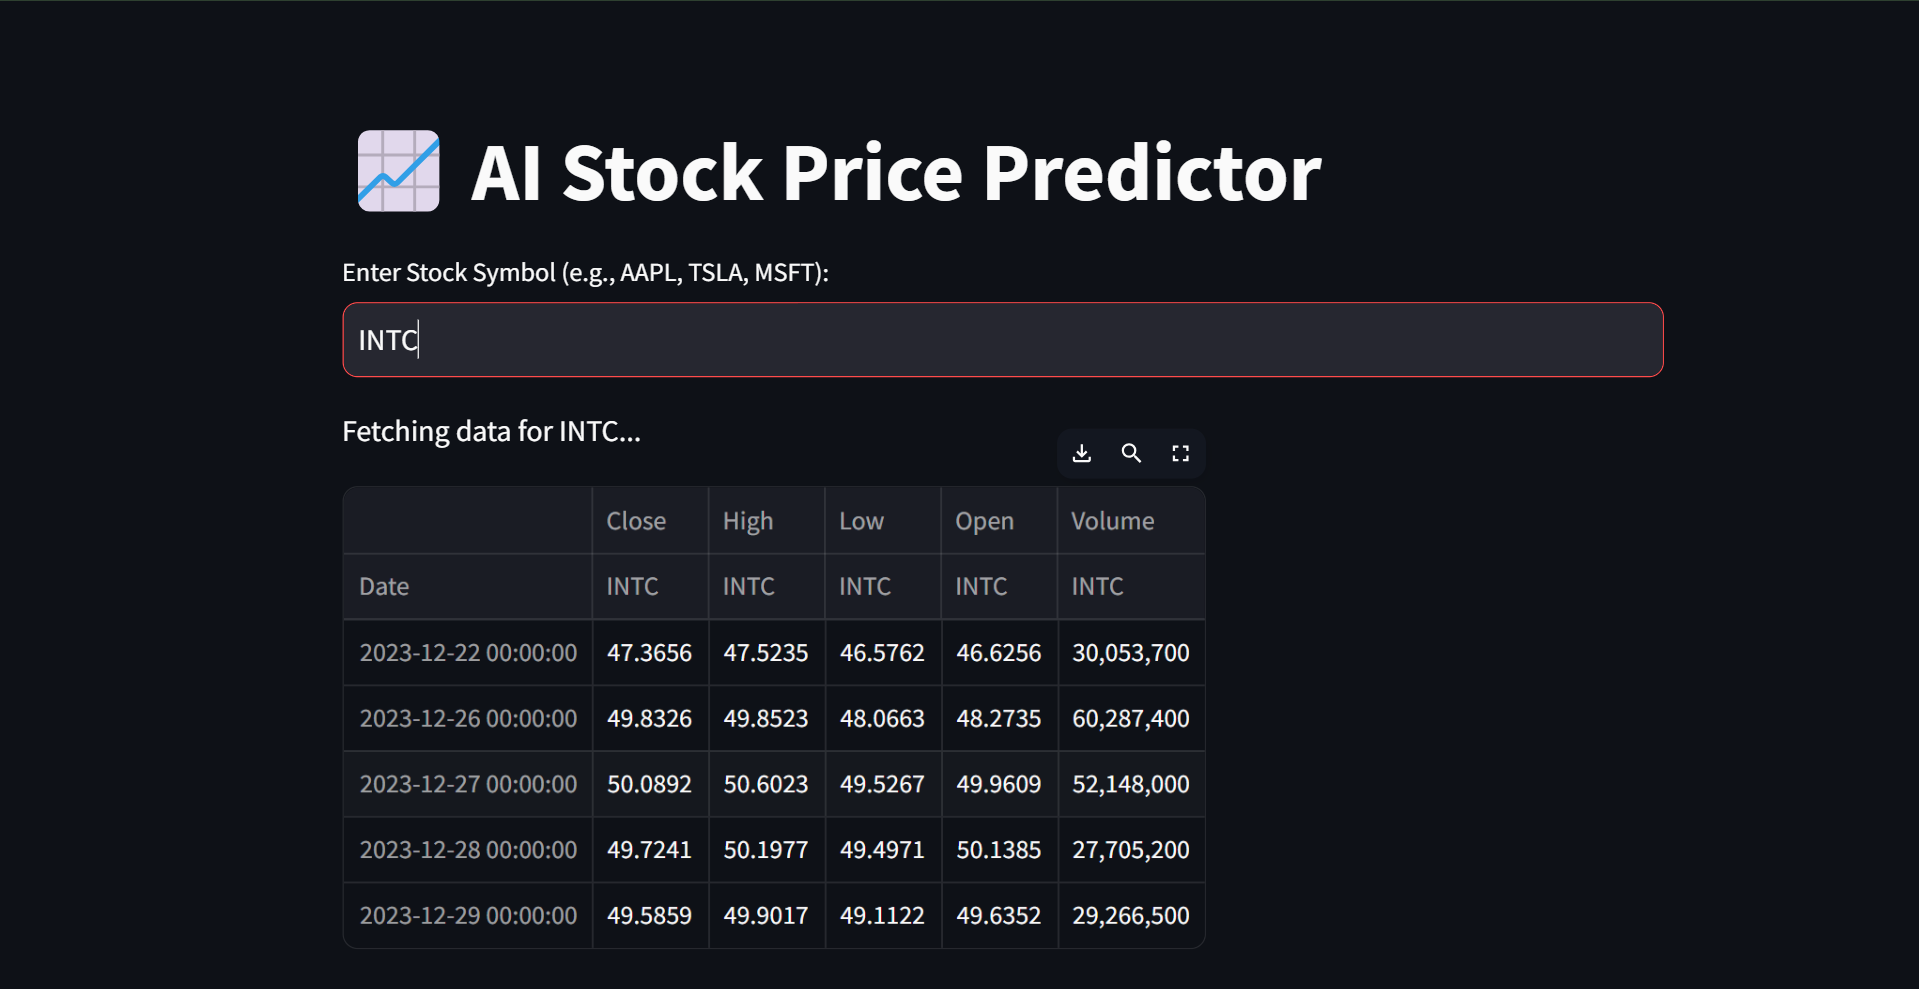 AI Stock Price Predictor
Enter Stock Symbol (e.g., AAPL, TSLA, MSFT):
INTC
Fetching data for INTC...
Close High Low Open Volume
Date INTC INTC INTC INTC INTC
2023-12-22 00:00:00 47.3656 47.5235 46.5762 46.6256 30,053,700
2023-12-26 00:00:00 49.8326 49.8523 48.0663 48.2735 60,287,400
2023-12-27 00:00:00 50.0892 50.6023 49.5267 49.9609 52,148,000
2023-12-28 00:00:00 49.7241 50.1977 49.4971 50.1385 27,705,200
2023-12-29 00:00:00 49.5859 49.9017 49.1122 49.6352 29,266,500